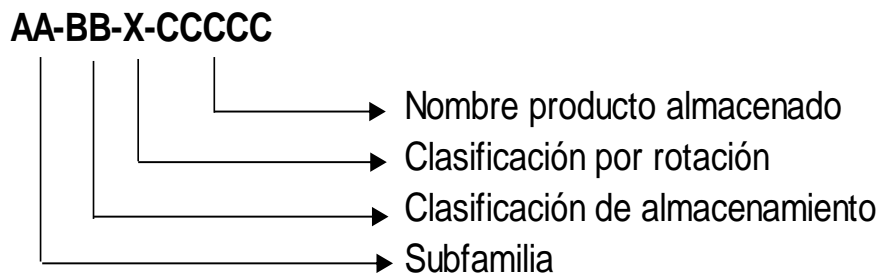 AA-BB-X-CCCCC
Nombre producto almacenado
Clasificación por rotación
Clasificación de almacenamiento
Subfamilia